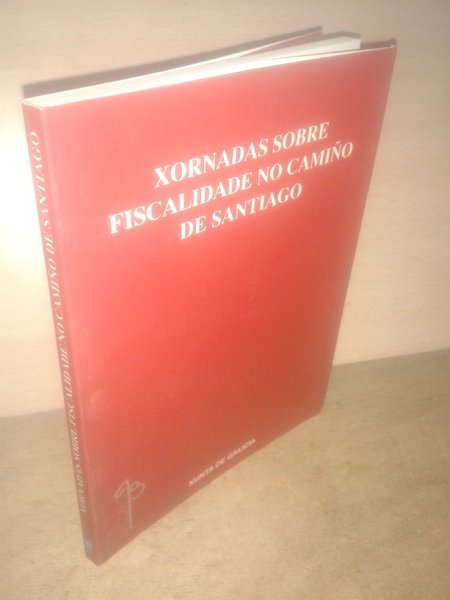 XORNADAS SOBRE
FISCALIDADE NO CAMIÑO
DE SANTIAGO
XUNTA DE GALICIA
XORNADAS SOBRE FISCALIDADE NO CAMIÑO DE SANTIAGO